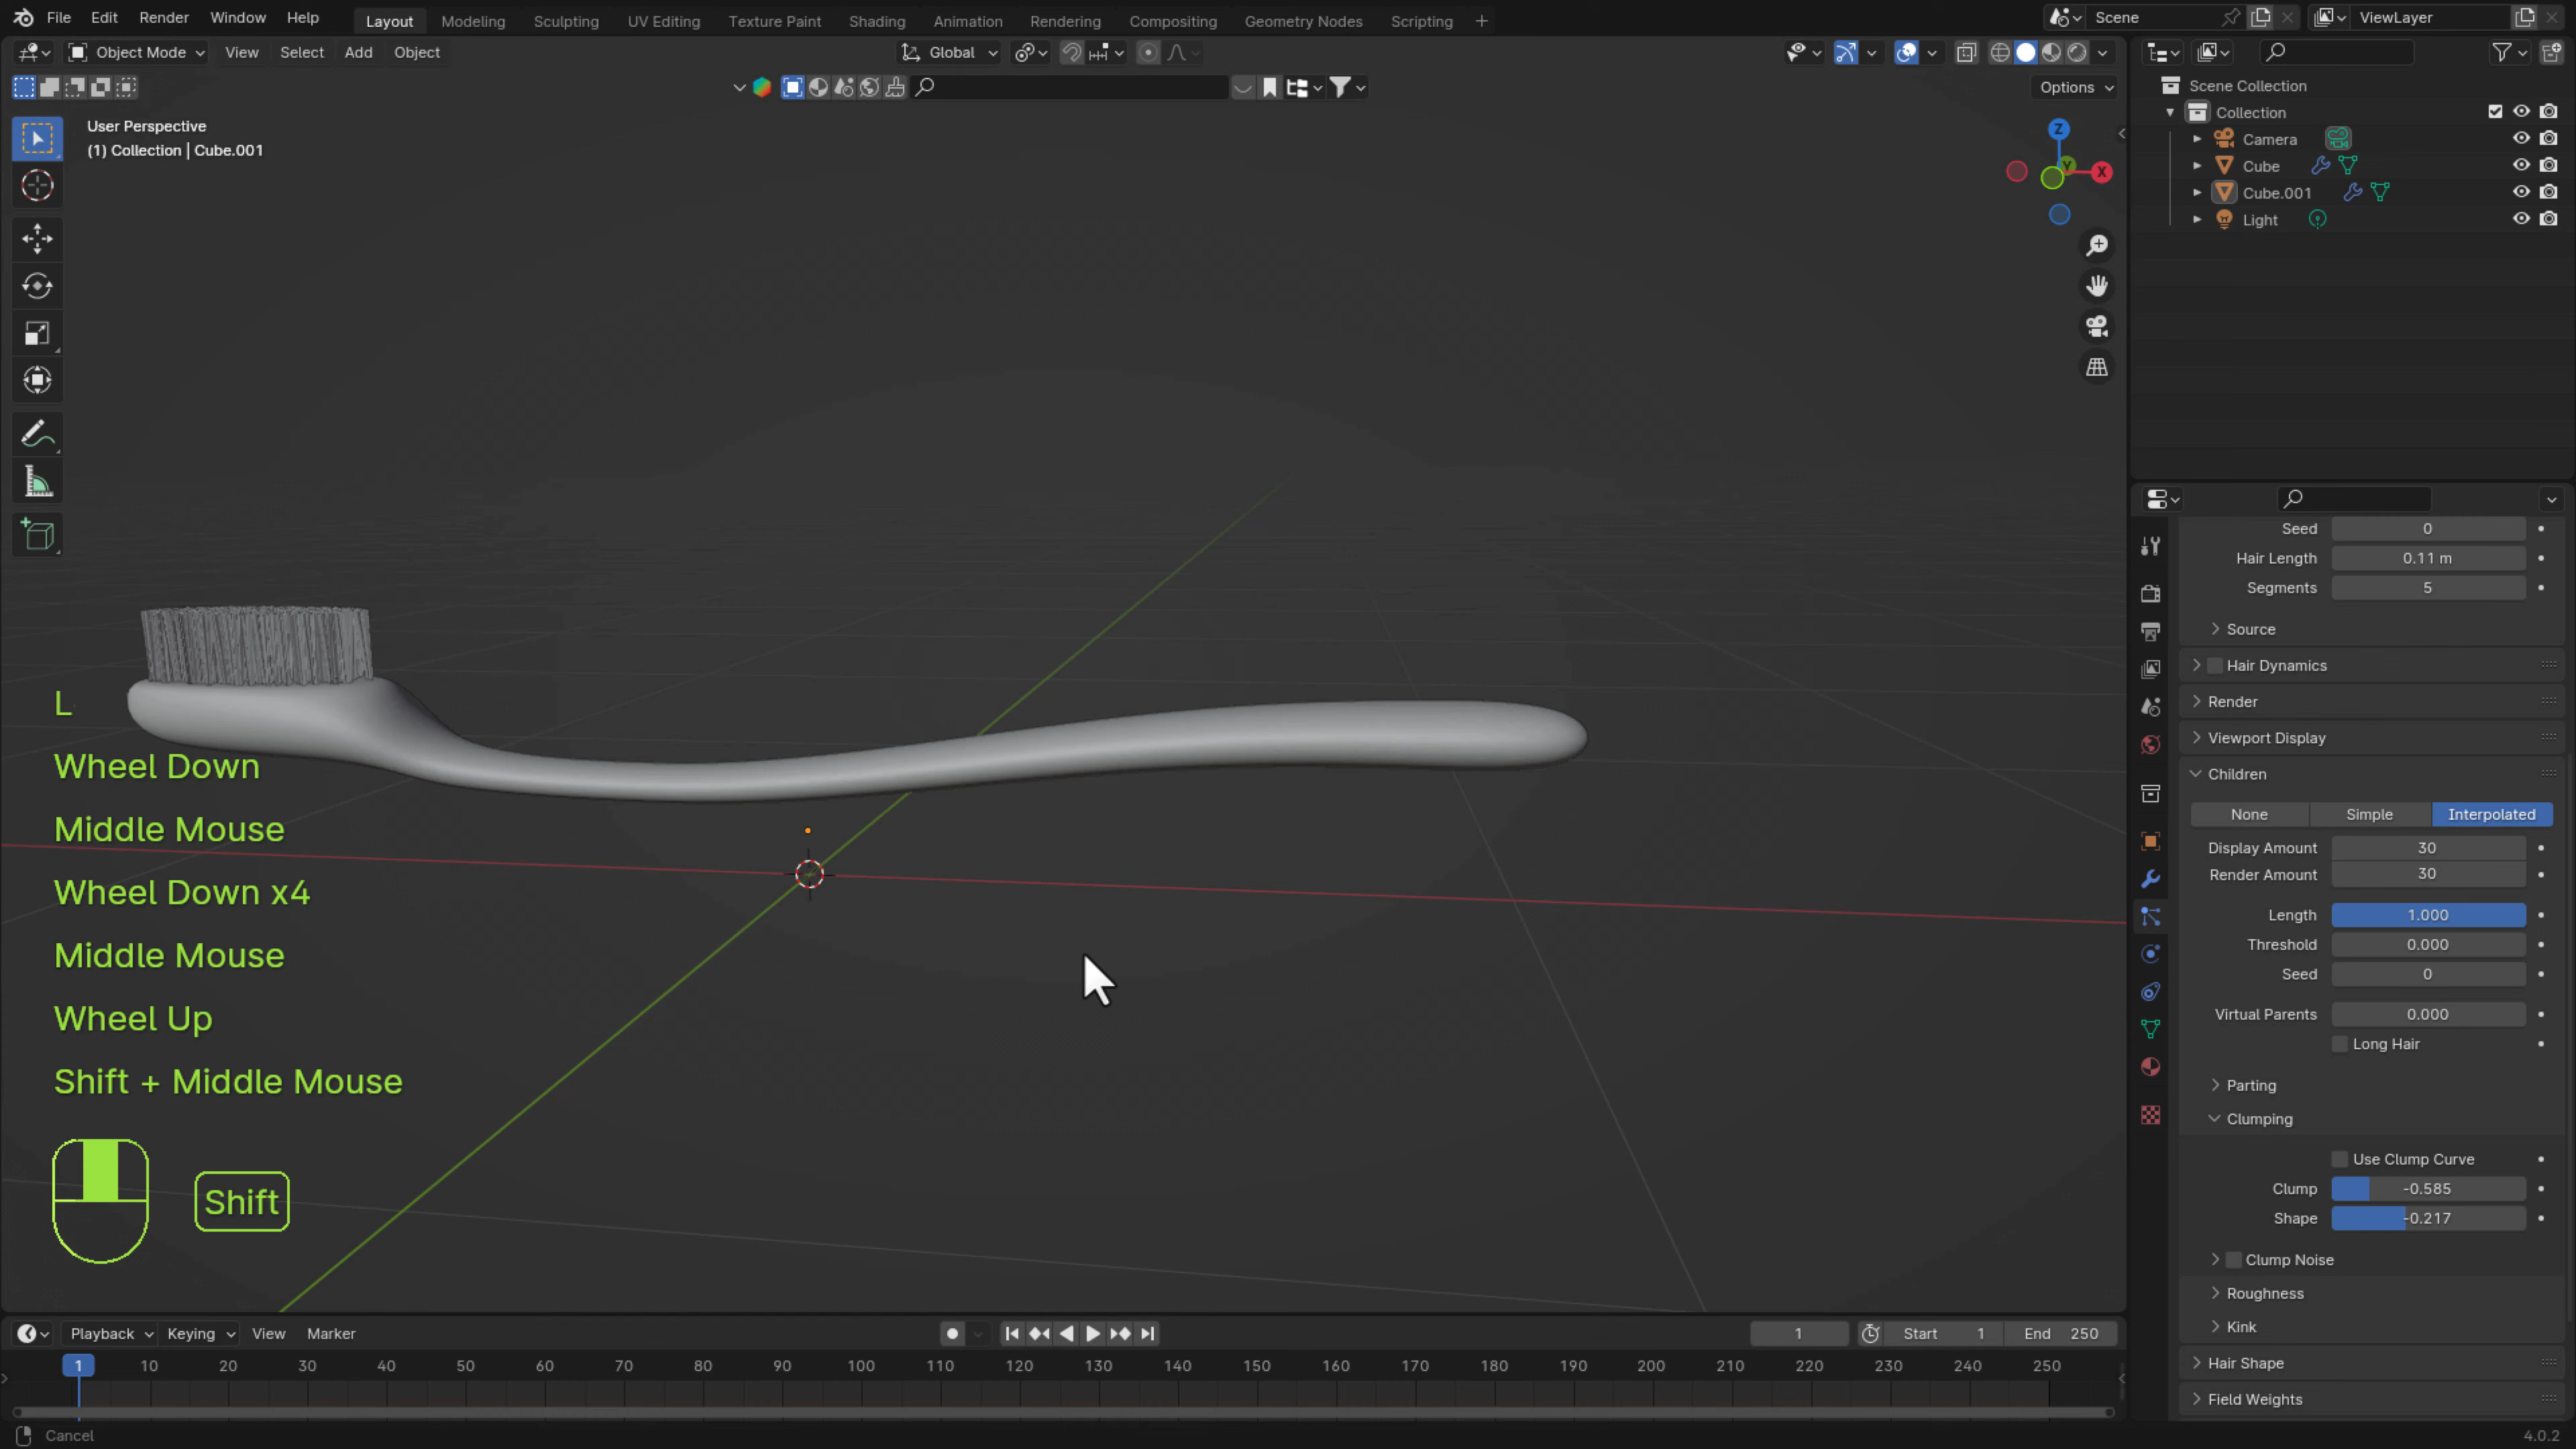 File Edit Render Window Help
Layout Modeling Sculpting UV Editing Texture Paint Shading Animation Rendering Compositing Geometry Nodes Scripting +
Scene
ViewLayer
Object Mode View Select Add Object
Global
Options
User Perspective
(1) Collection | Cube.001
Z
Y
X
Scene Collection
Collection
Camera
Cube
Cube.001
Light
Seed 0
Hair Length 0.11 m
Segments 5
Source
Hair Dynamics
Render
Viewport Display
Children
None Simple Interpolated
Display Amount 30
Render Amount 30
Length 1.000
Threshold 0.000
Seed 0
Virtual Parents 0.000
Long Hair
Parting
Clumping
Use Clump Curve
Clump -0.585
Shape -0.217
Clump Noise
Roughness
Kink
Hair Shape
Field Weights
L
Wheel Down
Middle Mouse
Wheel Down x4
Middle Mouse
Wheel Up
Shift + Middle Mouse
Shift
Playback Keying View Marker
1 Start 1 End 250
1 10 20 30 40 50 60 70 80 90 100 110 120 130 140 150 160 170 180 190 200 210 220 230 240 250
Cancel
4.0.2